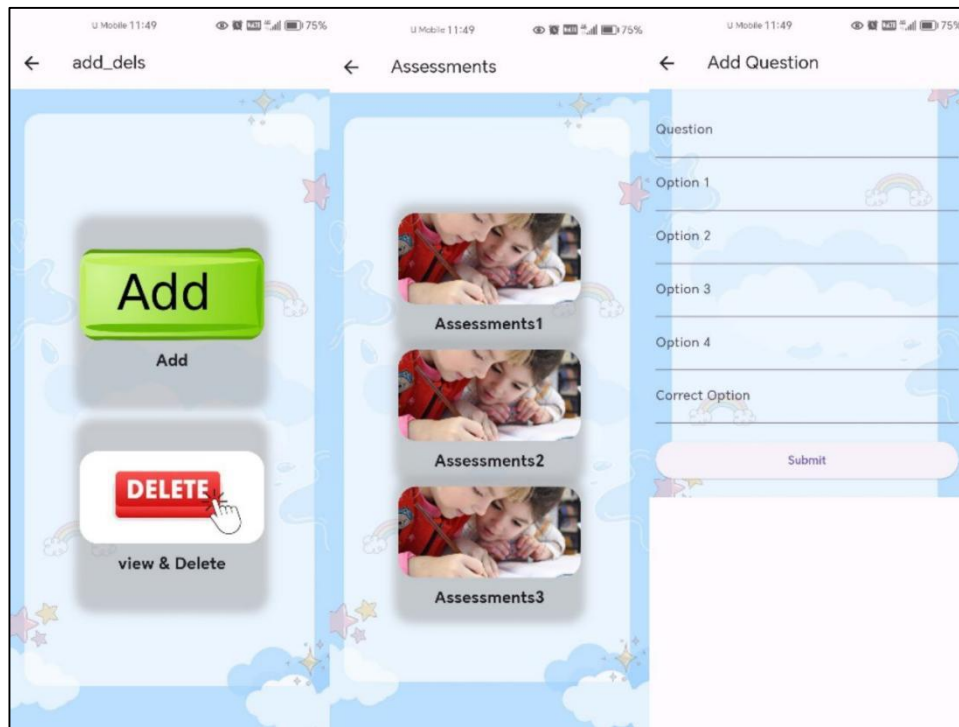 U Mobile 11:49
75%
add_dels
Add
Add
DELETE
view & Delete
U Mobile 11:49
75%
Assessments
Assessments1
Assessments2
Assessments3
U Mobile 11:49
75%
Add Question
Question
Option 1
Option 2
Option 3
Option 4
Correct Option
Submit